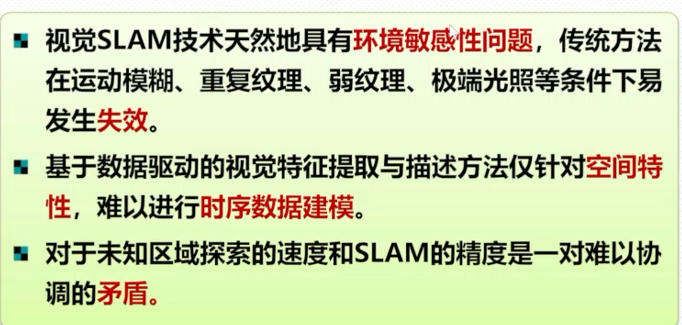 视觉SLAM技术天然地具有环境敏感性问题，传统方法
在运动模糊、重复纹理、弱纹理、极端光照等条件下易
发生失效。
基于数据驱动的视觉特征提取与描述方法仅针对空间特
性，难以进行时序数据建模。
对于未知区域探索的速度和SLAM的精度是一对难以协
调的矛盾。